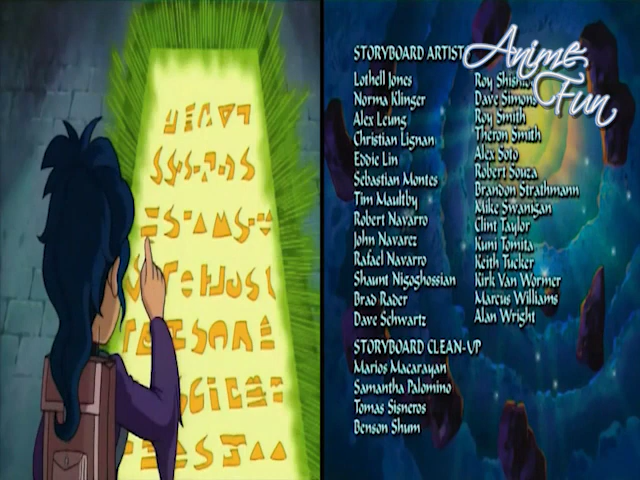 STORYBOARD ARTIST
Lothell Jones
Norma Klinger
Alex Leung
Christian Lignan
Eddie Lin
Sebastian Montes
Tim Maultby
Robert Navarro
John Navarez
Rafael Navarro
Shaunt Nigoghossian
Brad Rader
Dave Schwartz
Roy
Dave Simons
Roy Smith
Theron Smith
Alex Soto
Robert Souza
Brandon Strathmann
Mike Swanigan
Clint Taylor
Kuni Tomita
Keith Tucker
Kirk Van Wormer
Marcus Williams
Alan Wright
STORYBOARD CLEAN-UP
Marios Macarayan
Samantha Palomino
Tomas Sisneros
Benson Shum
Anime
Fun